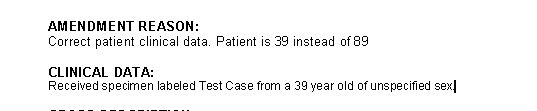 AMENDMENT REASON:
Correct patient clinical data. Patient is 39 instead of 89
CLINICAL DATA:
Received specimen labeled Test Case from a 39 year old of unspecified sex.